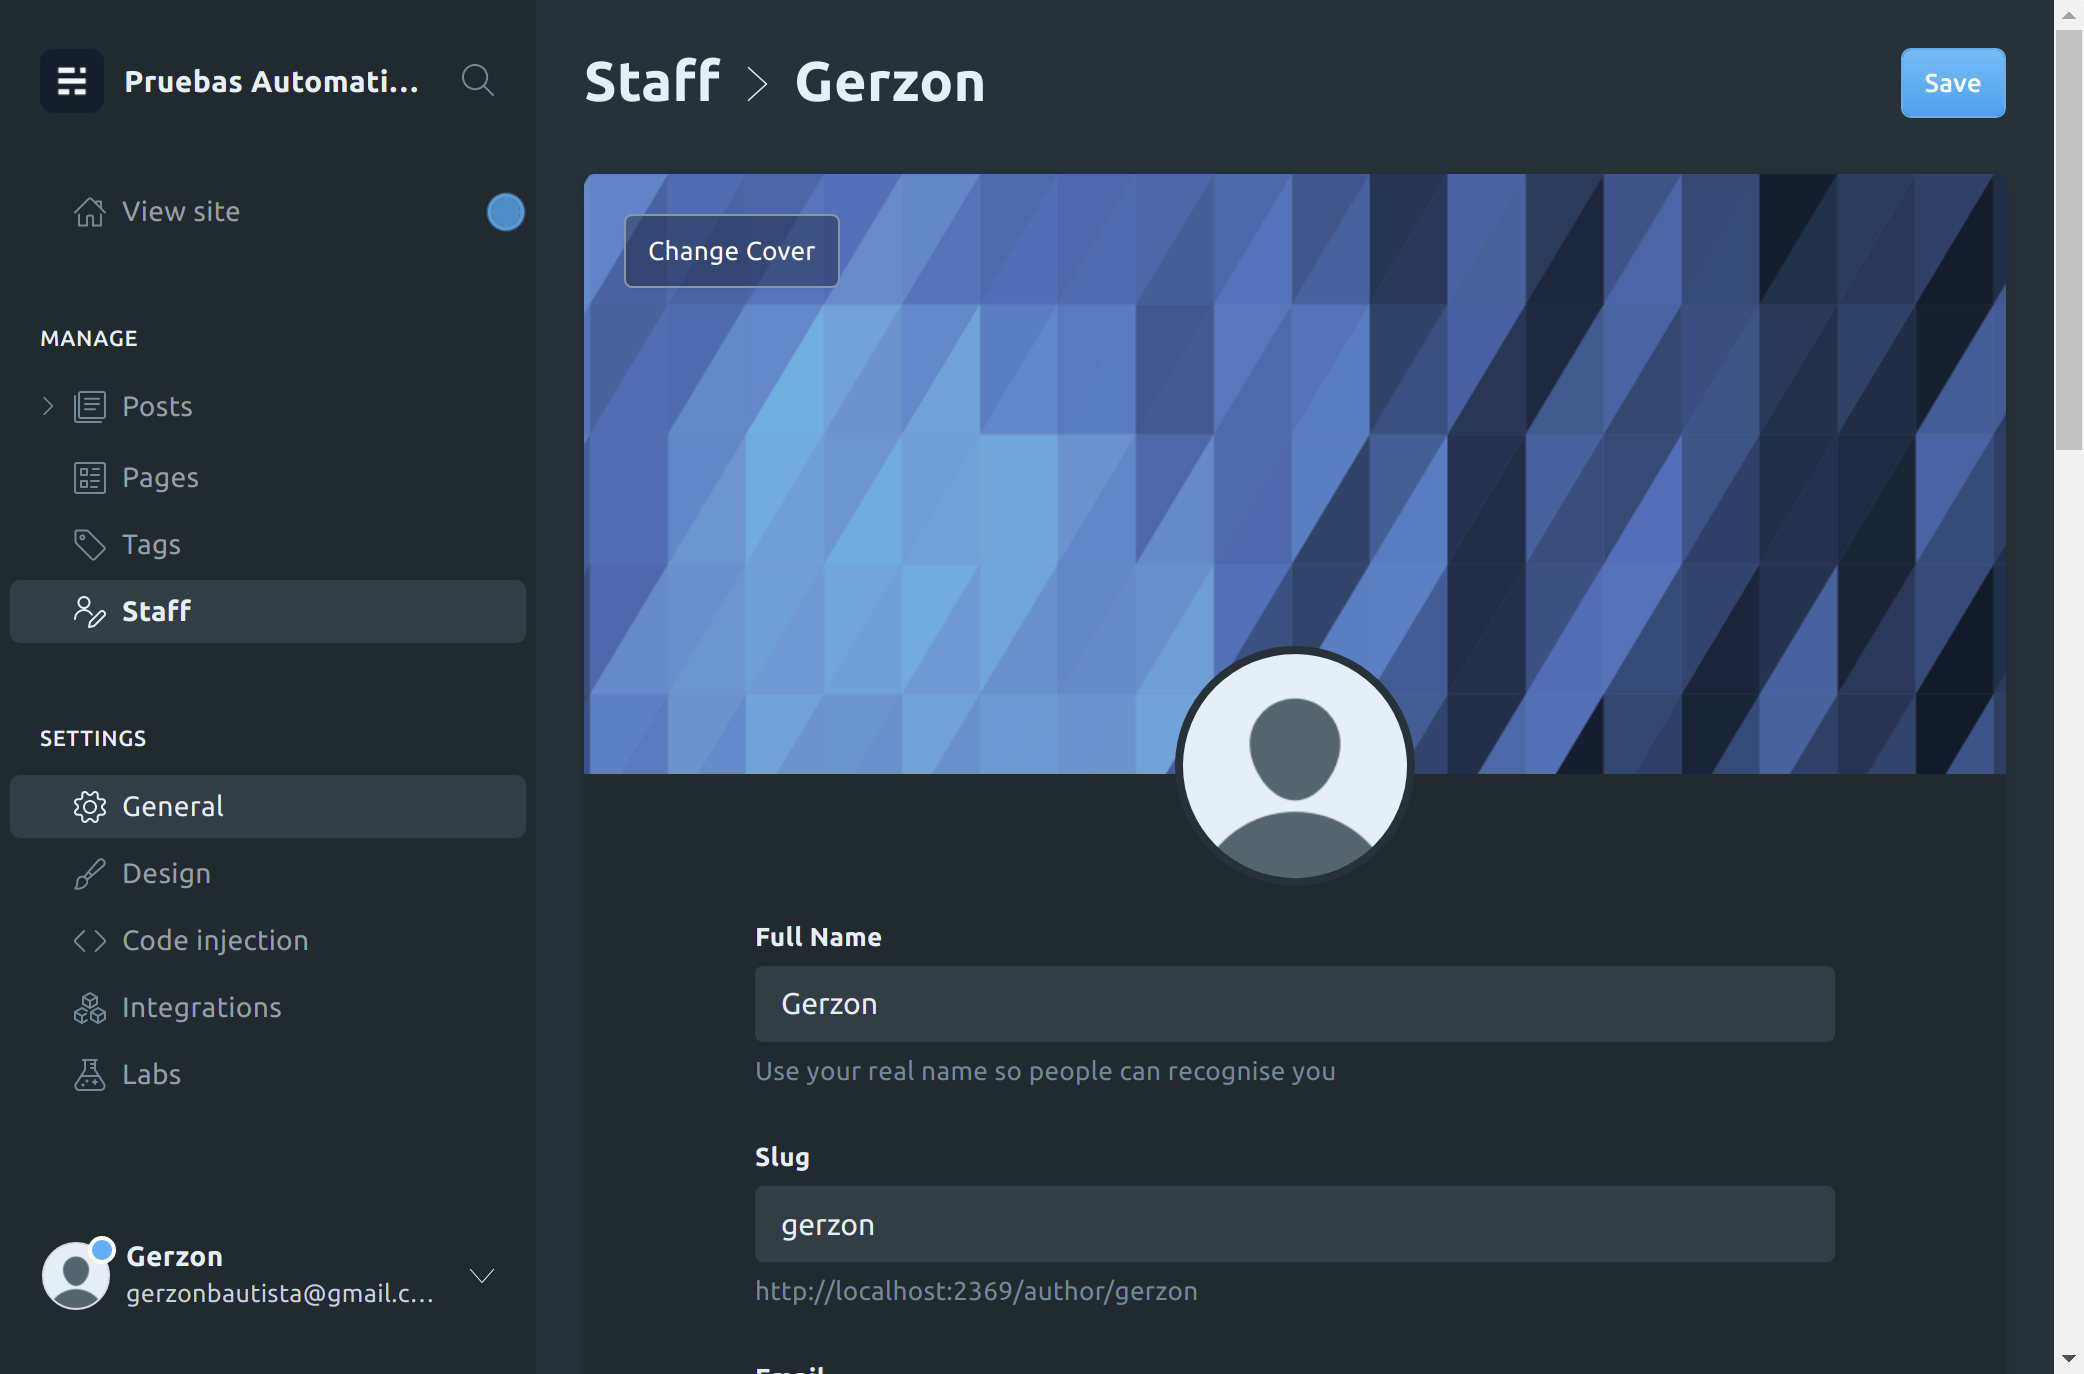 Pruebas Automati...
View site
MANAGE
Posts
Pages
Tags
Staff
SETTINGS
General
Design
Code injection
Integrations
Labs
Gerzon
gerzonbautista@gmail.c...
Staff > Gerzon
Save
Change Cover
Full Name
Gerzon
Use your real name so people can recognise you
Slug
gerzon
http://localhost:2369/author/gerzon
Email